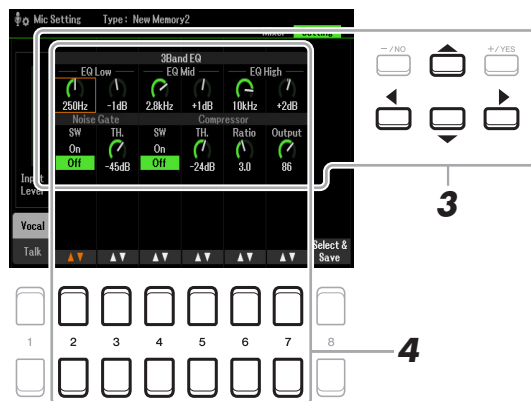 Mic Setting Type : New Memory2
Mixer Setting
3Band EQ
EQ Low EQ Mid EQ High
250Hz -1dB 2.8kHz +1dB 10kHz +2dB
Noise Gate Compressor
SW TH. SW TH. Ratio Output
On On
Off -45dB Off -24dB 3.0 86
Input
Level
Vocal
Talk
Select &
Save
-/NO +/YES
3
1 2 3 4 5 6 7 8
4